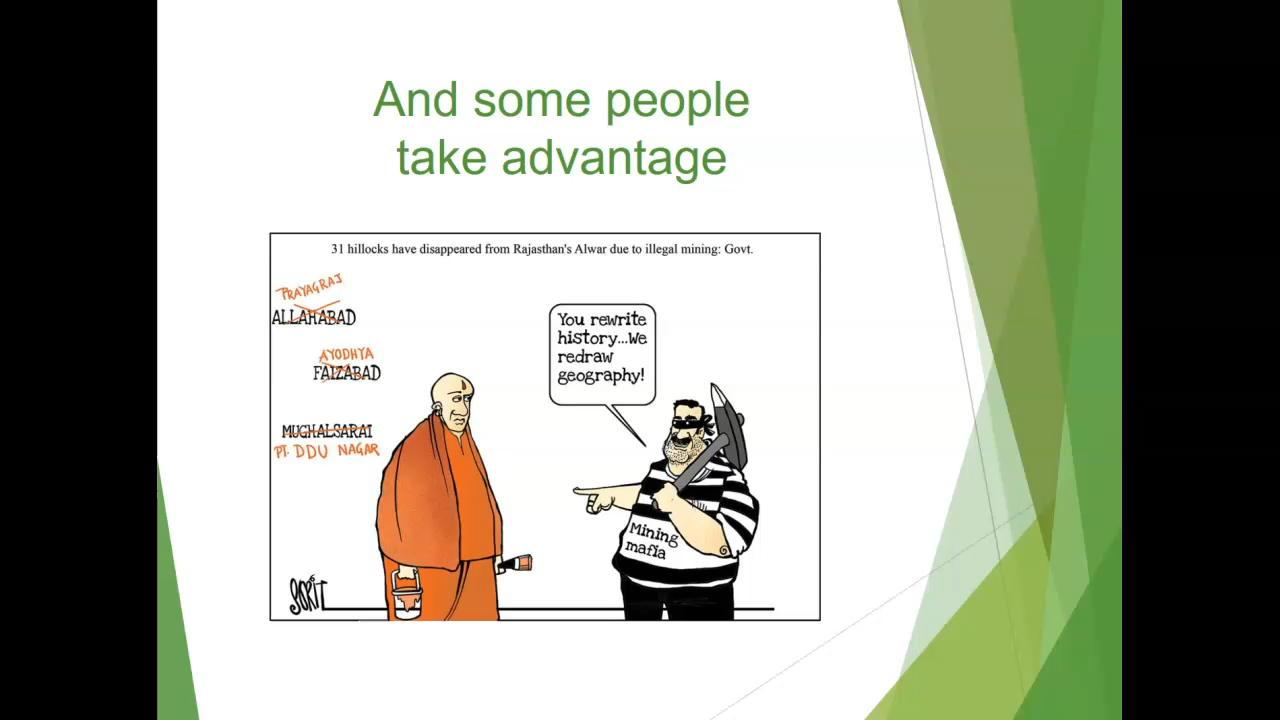 And some people
take advantage
31 hillocks have disappeared from Rajasthan's Alwar due to illegal mining: Govt.
PRAYAGRAJ
ALLAHABAD
AYODHYA
FAIZABAD
MUGHALSARAI
PT. DDU NAGAR
You rewrite
history...We
redraw
geography!
Mining
mafia
SORIT